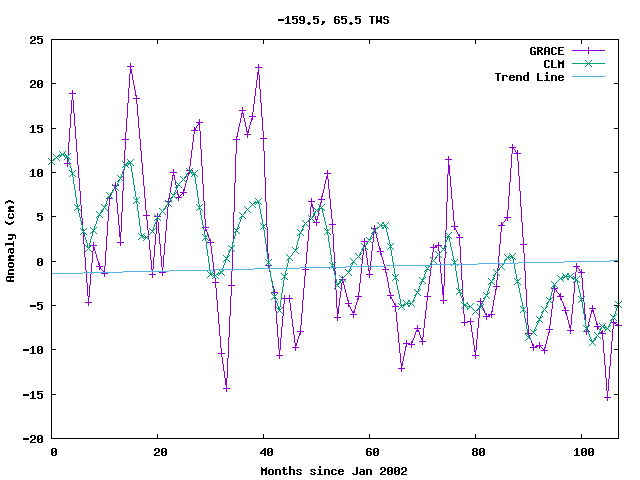 -159.5, 65.5 TWS
GRACE
CLM
Trend Line
25
20
15
10
5
0
-5
-10
-15
-20
Anomaly (cm)
0 20 40 60 80 100
Months since Jan 2002